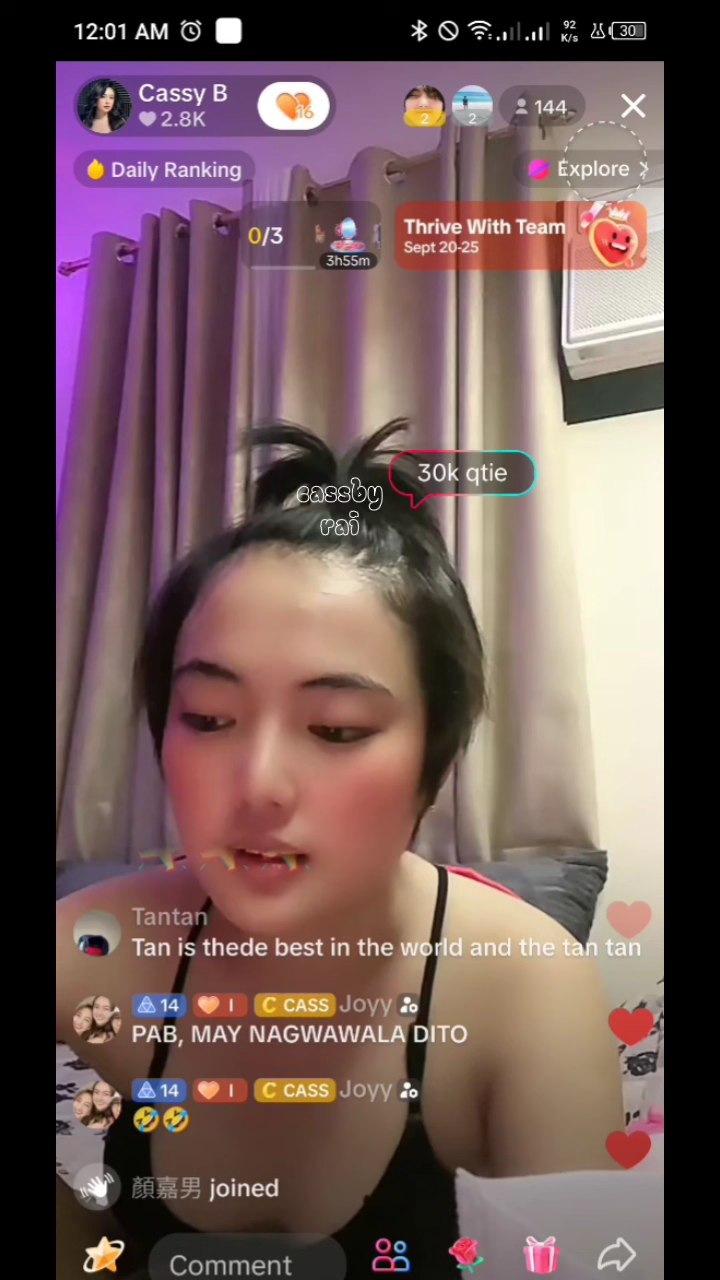 12:01 AM
92
K/s
30
Cassy B
2.8K
16
2
2
144
Daily Ranking
Explore
0/3
3h55m
Thrive With Team
Sept 20-25
30k qtie
cassby
rai
Tantan
Tan is thede best in the world and the tan tan
14 I C CASS Joyy
PAB, MAY NAGWAWALA DITO
14 I C CASS Joyy
🤣🤣
顏嘉男 joined
Comment